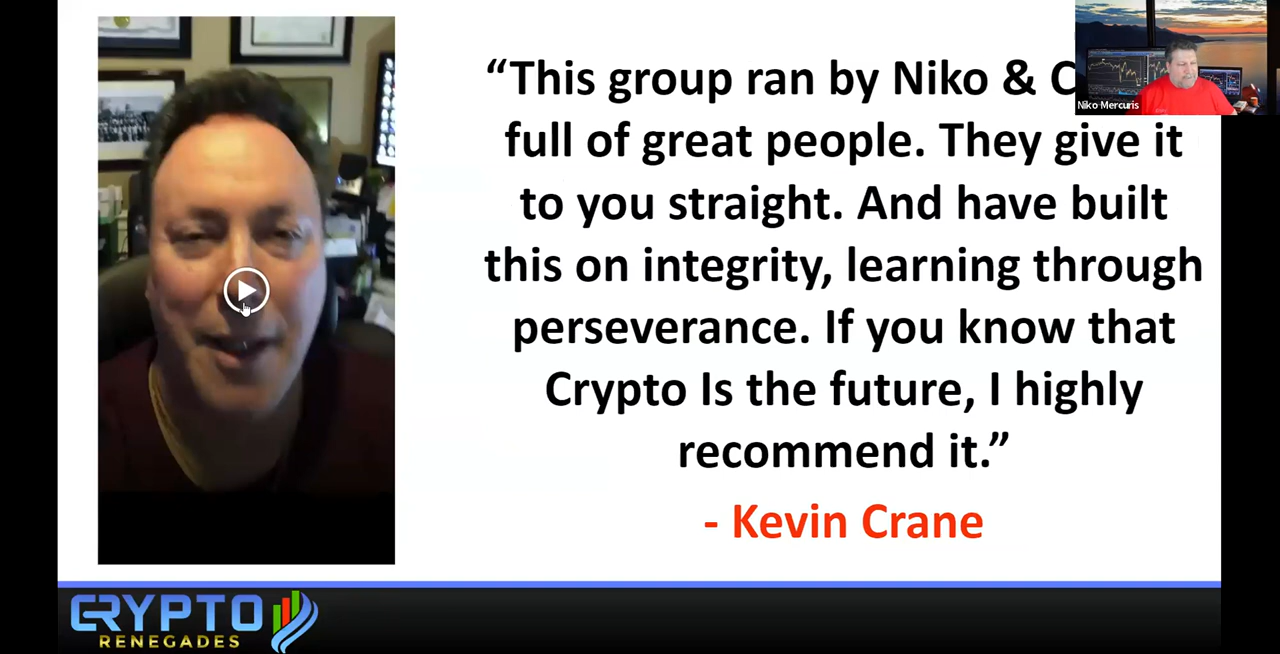 “This group ran by Niko & C
full of great people. They give it
to you straight. And have built
this on integrity, learning through
perseverance. If you know that
Crypto Is the future, I highly
recommend it.”
- Kevin Crane
Niko Mercuris
CRYPTO
RENEGADES